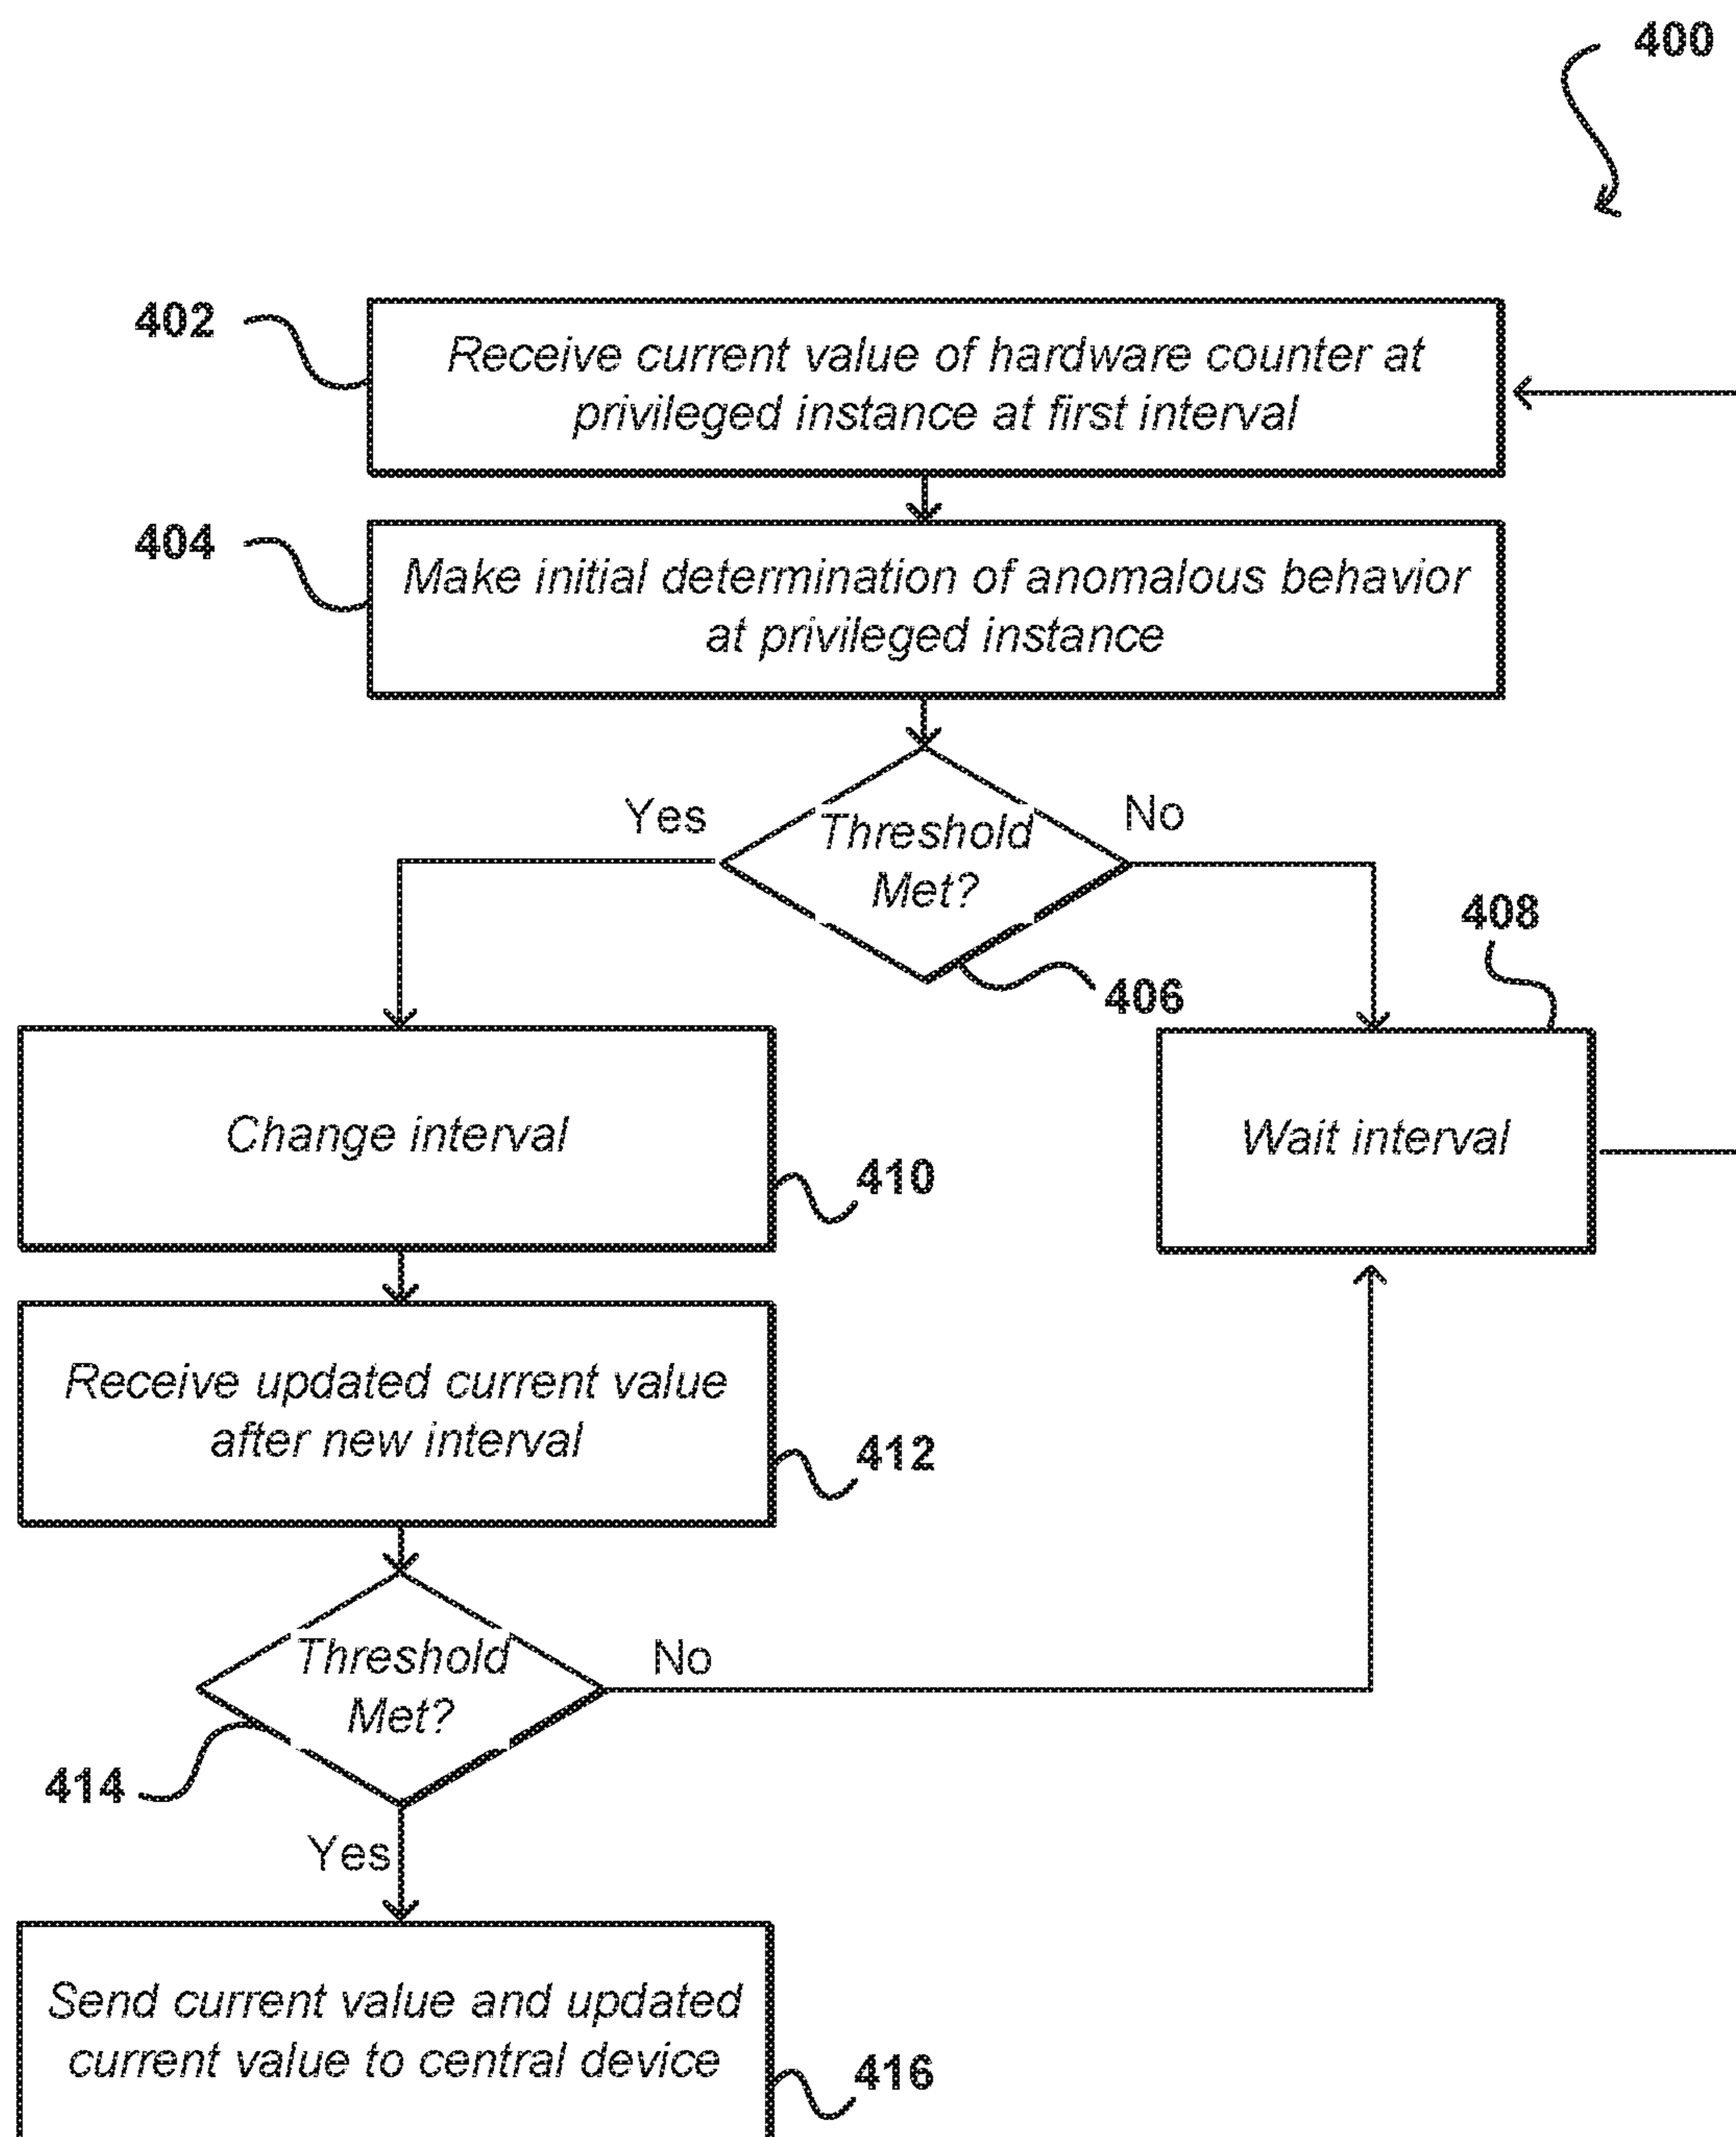 400
402
Receive current value of hardware counter at
privileged instance at first interval
404
Make initial determination of anomalous behavior
at privileged instance
Yes
Threshold
Met?
No
406
408
Change interval
410
Wait interval
Receive updated current value
after new interval
412
Threshold
Met?
No
414
Yes
Send current value and updated
current value to central device
416